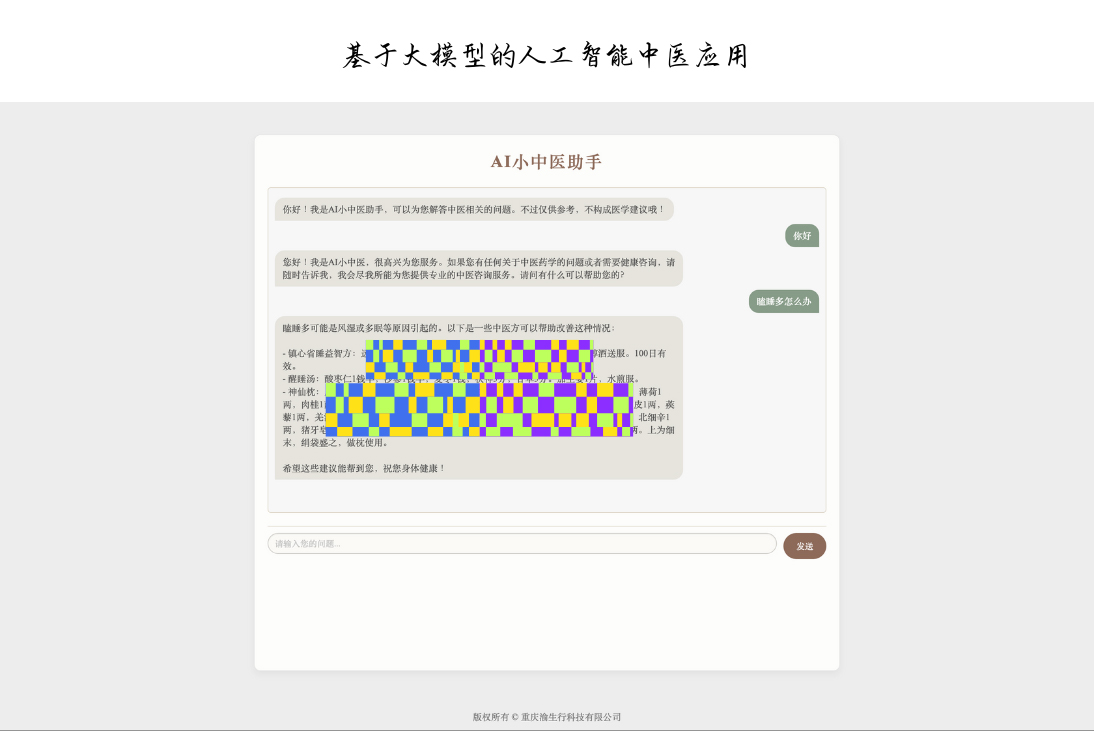 基于大模型的人工智能中医应用
AI小中医助手
你好！我是AI小中医助手，可以为您解答中医相关的问题。不过仅供参考，不构成医学建议哦！
你好
您好！我是AI小中医，很高兴为您服务。如果您有任何关于中医药学的问题或者需要健康咨询，请
随时告诉我，我会尽我所能为您提供专业的中医咨询服务。请问有什么可以帮助您的?
瞌睡多怎么办
瞌睡多可能是风湿或多眠等原因引起的。以下是一些中医方可以帮助改善这种情况：
- 镇心省睡益智方： 酒送服。100日有
效。
- 醒睡汤：酸枣仁1钱 水煎服。
- 神仙枕： 薄荷1
两，肉桂1 皮1两，蒺
藜1两，羌 北细辛1
两，猪牙皂 两。上为细
末，绢袋盛之，做枕使用。
希望这些建议能帮到您，祝您身体健康！
请输入您的问题...
发送
版权所有 © 重庆渝生行科技有限公司